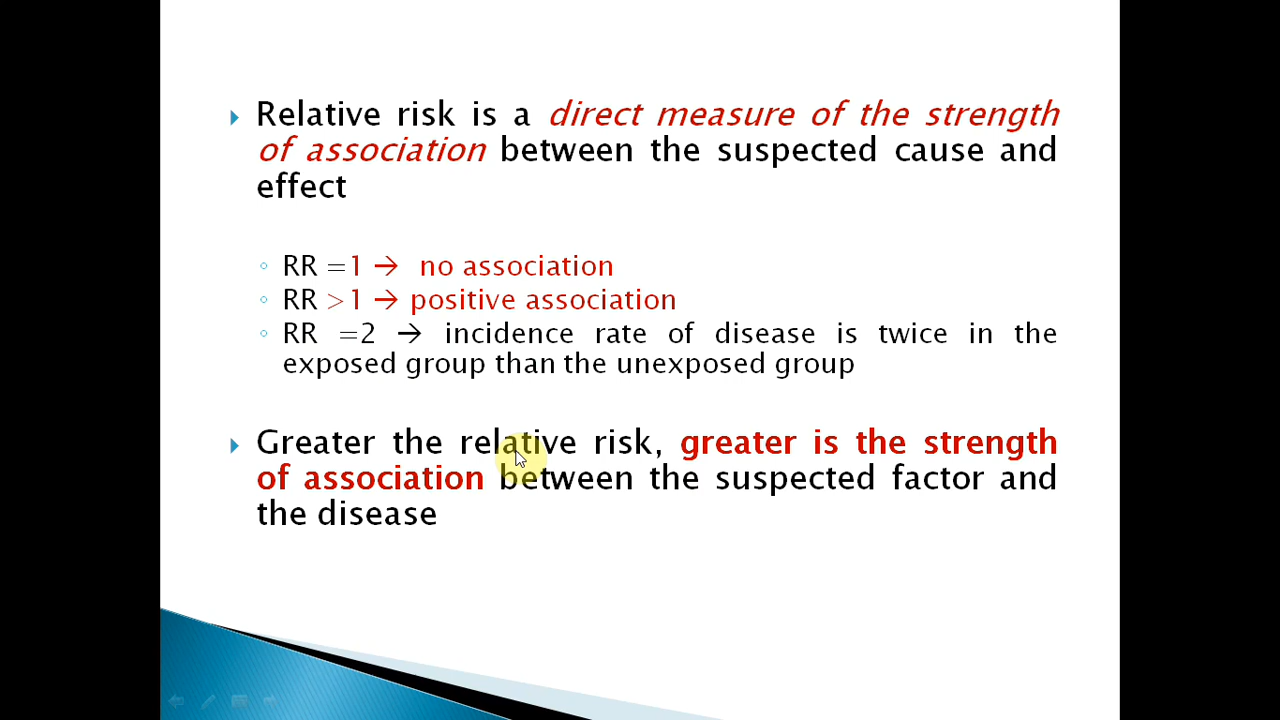 Relative risk is a direct measure of the strength
of association between the suspected cause and
effect
RR =1 → no association
RR >1 → positive association
RR =2 → incidence rate of disease is twice in the
exposed group than the unexposed group
Greater the relative risk, greater is the strength
of association between the suspected factor and
the disease